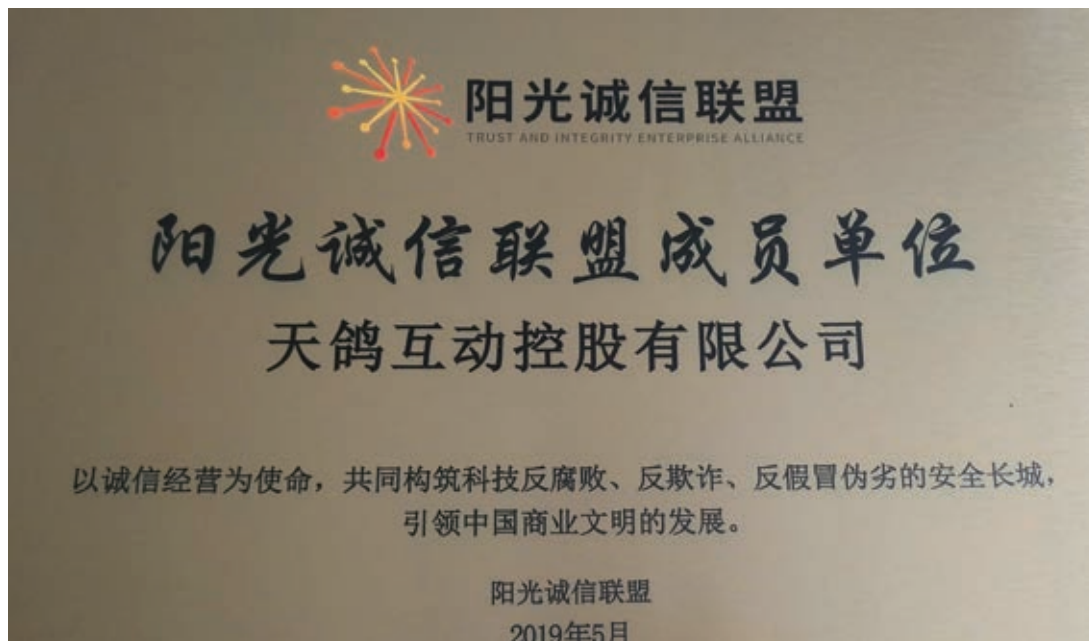 阳光诚信联盟
TRUST AND INTEGRITY ENTERPRISE ALLIANCE
阳光诚信联盟成员单位
天鸽互动控股有限公司
以诚信经营为使命，共同构筑科技反腐败、反欺诈、反假冒伪劣的安全长城，
引领中国商业文明的发展。
阳光诚信联盟
2019年5月